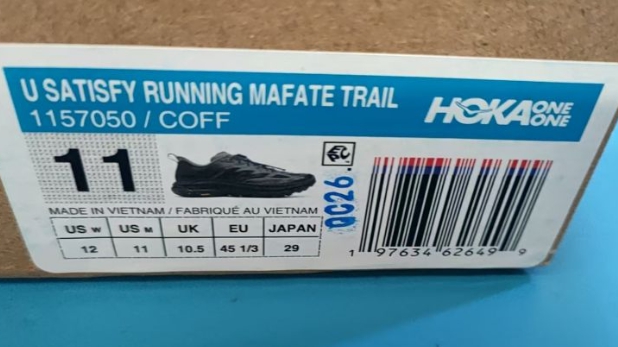 U SATISFY RUNNING MAFATE TRAIL
1157050 / COFF
HOKA ONE ONE
11
MADE IN VIETNAM / FABRIQUÉ AU VIETNAM
US W US M UK EU JAPAN
12 11 10.5 45 1/3 29
QC26.
1 97634 62649 9